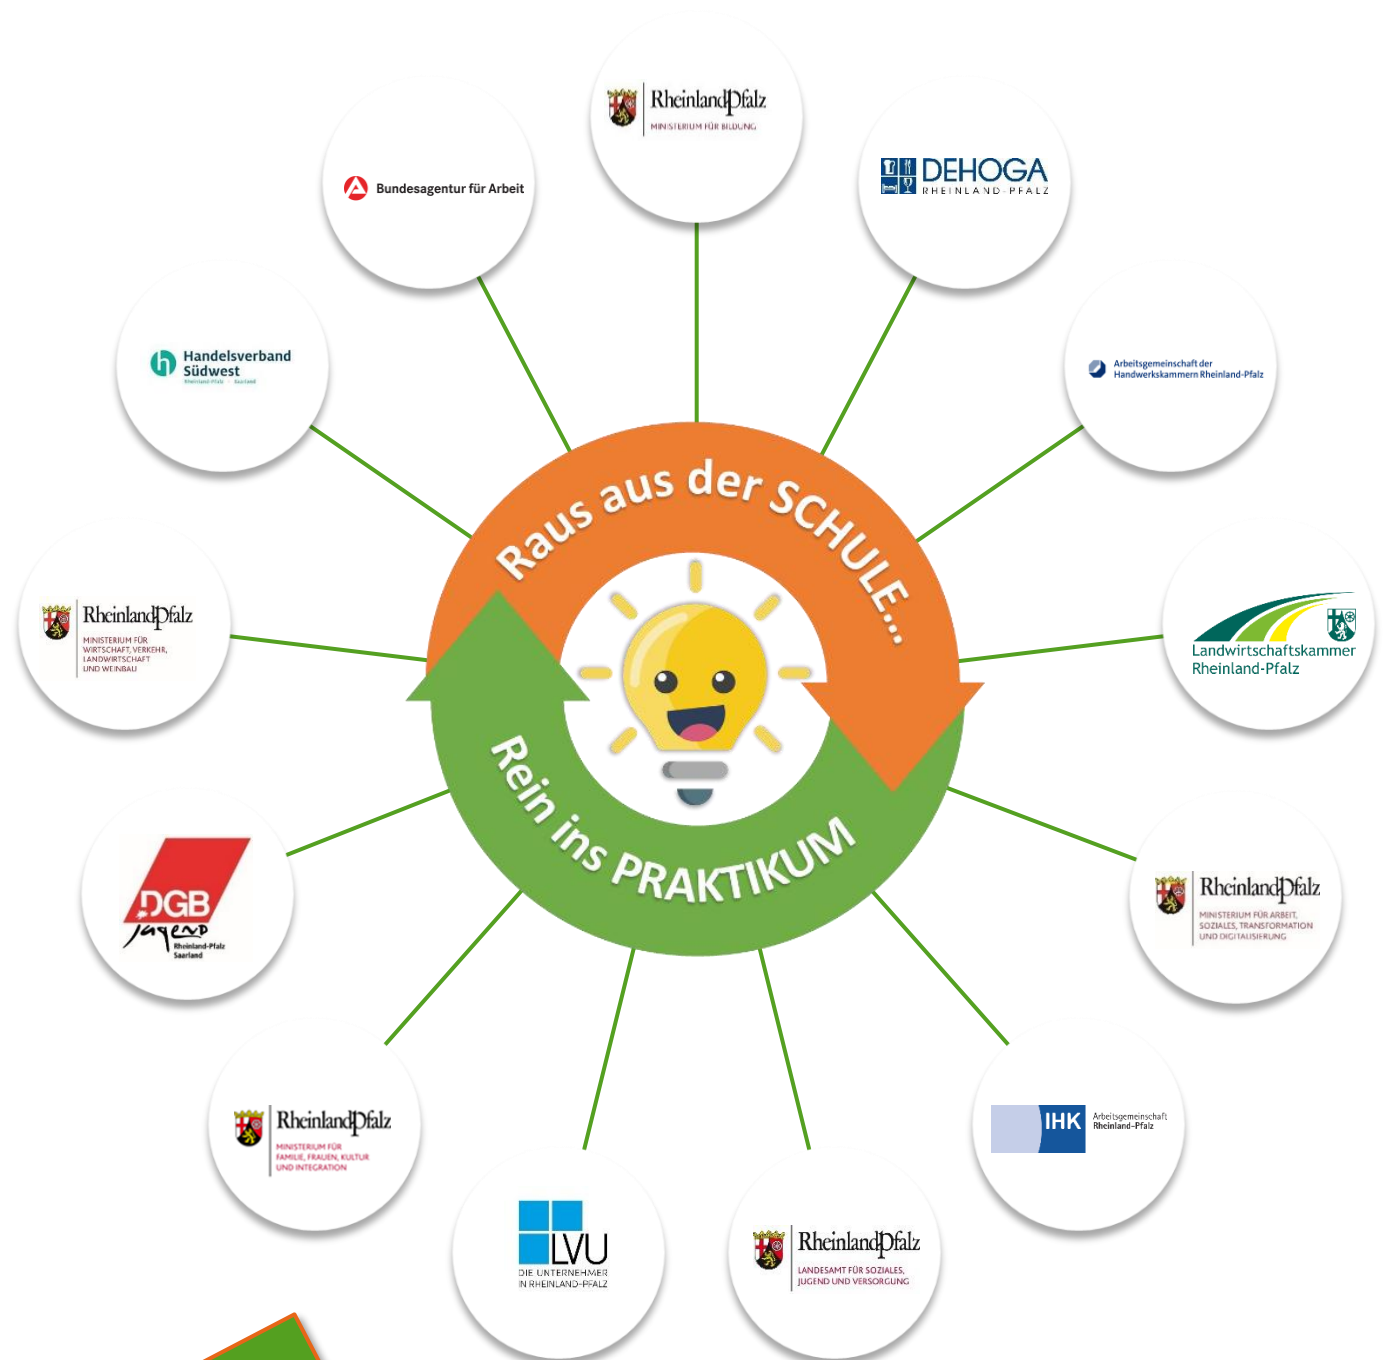 RheinlandPfalz
MINISTERIUM FÜR BILDUNG
DEHOGA
RHEINLAND-PFALZ
Bundesagentur für Arbeit
Handelsverband
Südwest
Rheinland-Pfalz - Saarland
Arbeitsgemeinschaft der
Handwerkskammern Rheinland-Pfalz
Raus aus der SCHULE...
Rein ins PRAKTIKUM
RheinlandPfalz
MINISTERIUM FÜR
WIRTSCHAFT, VERKEHR,
LANDWIRTSCHAFT
UND WEINBAU
Landwirtschaftskammer
Rheinland-Pfalz
DGB
Jugend
Rheinland-Pfalz
Saarland
RheinlandPfalz
MINISTERIUM FÜR ARBEIT,
SOZIALES, TRANSFORMATION
UND DIGITALISIERUNG
RheinlandPfalz
MINISTERIUM FÜR
FAMILIE, FRAUEN, KULTUR
UND INTEGRATION
IHK
Arbeitsgemeinschaft
Rheinland-Pfalz
LVU
DIE UNTERNEHMER
IN RHEINLAND-PFALZ
RheinlandPfalz
LANDESAMT FÜR SOZIALES,
JUGEND UND VERSORGUNG